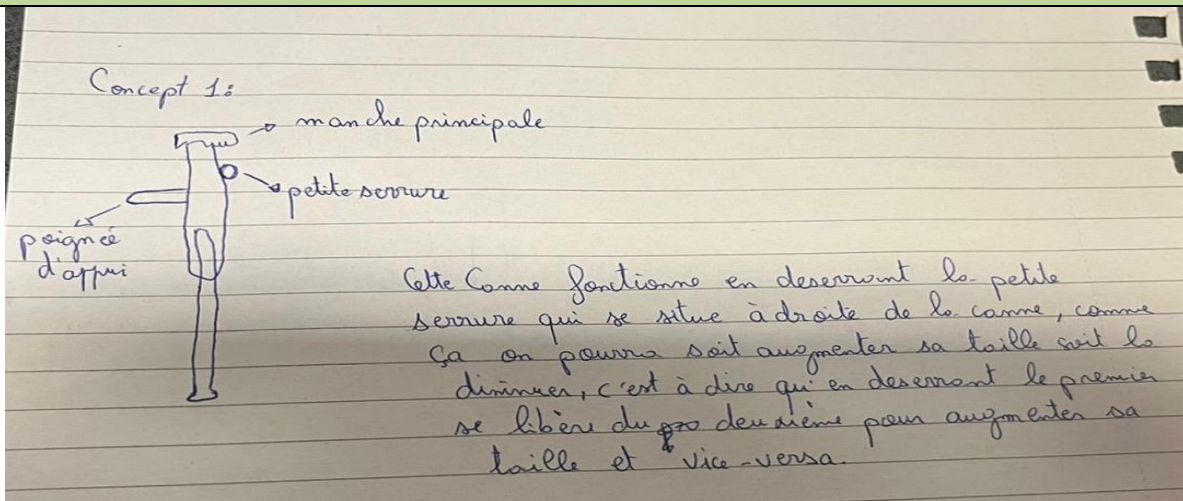 Concept 1:
manche principale
petite serrure
poignée
d'appui
Cette Canne fonctionne en deserrant la petite
serrure qui se situe à droite de la canne, comme
ça on pourra soit augmenter sa taille soit la
diminuer, c'est à dire qu'en deserrant le premier
se libère du deuxième pour augmenter sa
taille et vice-versa.